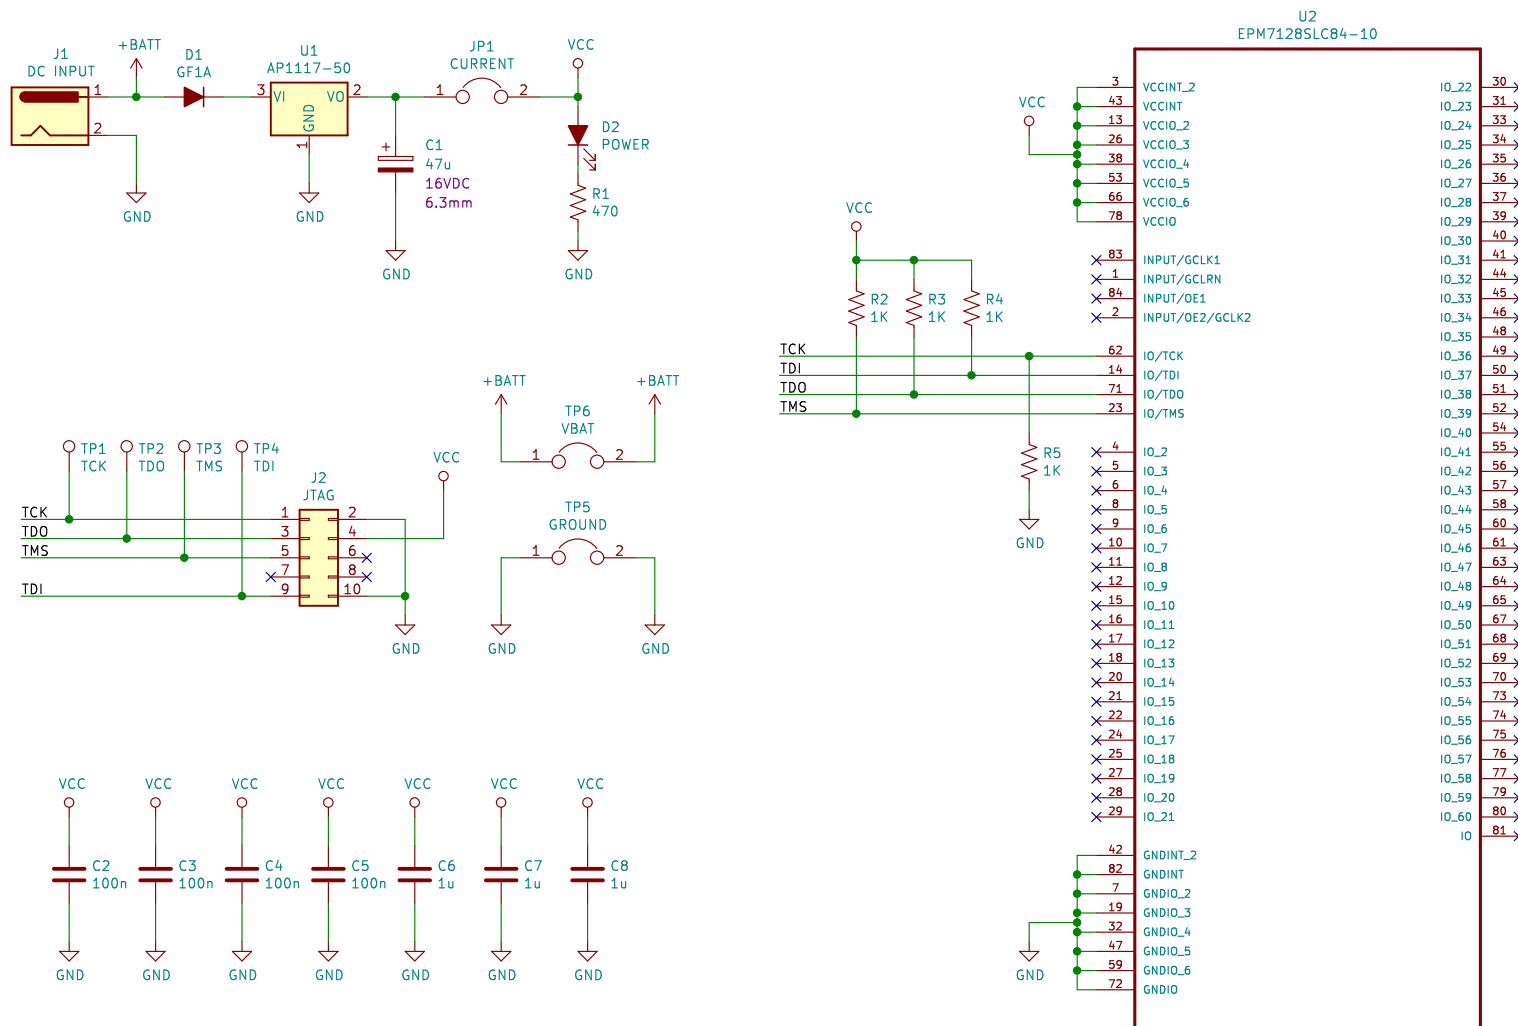 J1
DC INPUT
1
2
+BATT
GND
D1
GF1A
U1
AP1117-50
3
VI
VO
2
GND
1
GND
C1
47u
16VDC
6.3mm
+
GND
JP1
CURRENT
1
2
VCC
D2
POWER
R1
470
GND
TP1
TCK
TP2
TDO
TP3
TMS
TP4
TDI
TCK
TDO
TMS
TDI
J2
JTAG
1
2
3
4
5
6
7
8
9
10
VCC
GND
+BATT
+BATT
TP6
VBAT
1
2
TP5
GROUND
1
2
GND
GND
VCC
VCC
VCC
VCC
VCC
VCC
VCC
C2
100n
C3
100n
C4
100n
C5
100n
C6
1u
C7
1u
C8
1u
GND
GND
GND
GND
GND
GND
GND
VCC
R2
1K
R3
1K
R4
1K
TCK
TDI
TDO
TMS
R5
1K
GND
VCC
GND
U2
EPM7128SLC84-10
3 VCCINT_2
43 VCCINT
13 VCCIO_2
26 VCCIO_3
38 VCCIO_4
53 VCCIO_5
66 VCCIO_6
78 VCCIO
83 INPUT/GCLK1
1 INPUT/GCLRN
84 INPUT/OE1
2 INPUT/OE2/GCLK2
62 IO/TCK
14 IO/TDI
71 IO/TDO
23 IO/TMS
4 IO_2
5 IO_3
6 IO_4
8 IO_5
9 IO_6
10 IO_7
11 IO_8
12 IO_9
15 IO_10
16 IO_11
17 IO_12
18 IO_13
20 IO_14
21 IO_15
22 IO_16
24 IO_17
25 IO_18
27 IO_19
28 IO_20
29 IO_21
42 GNDINT_2
82 GNDINT
7 GNDIO_2
19 GNDIO_3
32 GNDIO_4
47 GNDIO_5
59 GNDIO_6
72 GNDIO
IO_22 30
IO_23 31
IO_24 33
IO_25 34
IO_26 35
IO_27 36
IO_28 37
IO_29 39
IO_30 40
IO_31 41
IO_32 44
IO_33 45
IO_34 46
IO_35 48
IO_36 49
IO_37 50
IO_38 51
IO_39 52
IO_40 54
IO_41 55
IO_42 56
IO_43 57
IO_44 58
IO_45 60
IO_46 61
IO_47 63
IO_48 64
IO_49 65
IO_50 67
IO_51 68
IO_52 69
IO_53 70
IO_54 73
IO_55 74
IO_56 75
IO_57 76
IO_58 77
IO_59 79
IO_60 80
IO 81